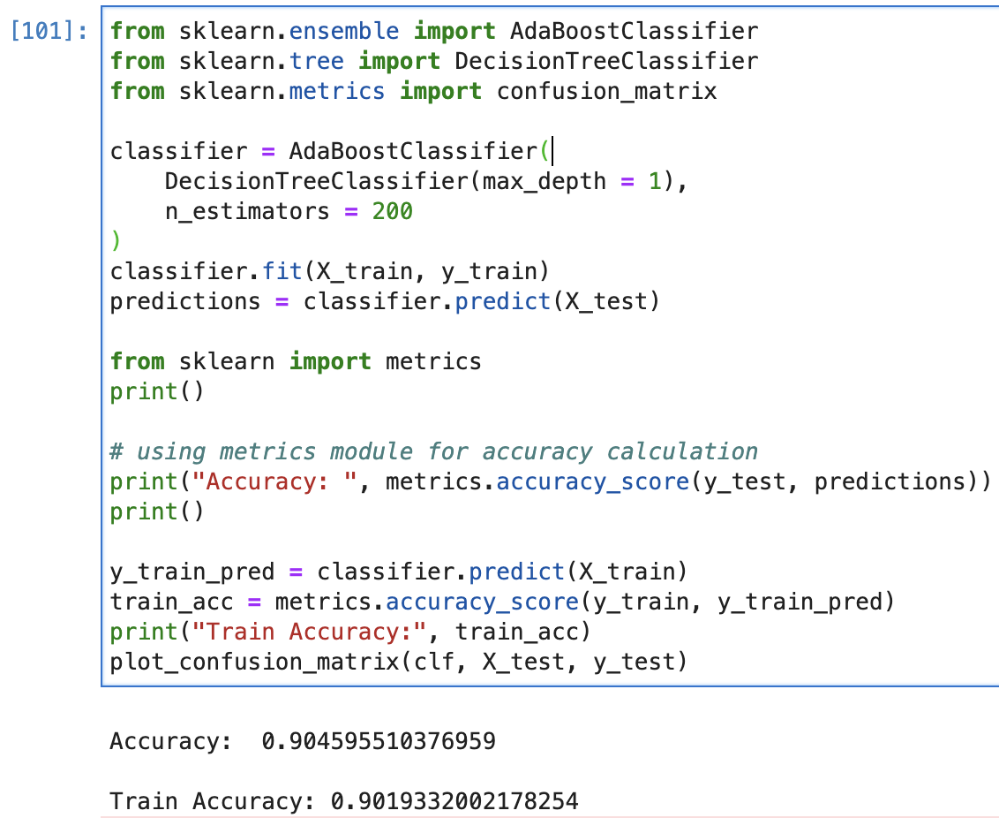 [101]: from sklearn.ensemble import AdaBoostClassifier
from sklearn.tree import DecisionTreeClassifier
from sklearn.metrics import confusion_matrix

classifier = AdaBoostClassifier(
    DecisionTreeClassifier(max_depth = 1),
    n_estimators = 200
)
classifier.fit(X_train, y_train)
predictions = classifier.predict(X_test)

from sklearn import metrics
print()

# using metrics module for accuracy calculation
print("Accuracy: ", metrics.accuracy_score(y_test, predictions))
print()

y_train_pred = classifier.predict(X_train)
train_acc = metrics.accuracy_score(y_train, y_train_pred)
print("Train Accuracy:", train_acc)
plot_confusion_matrix(clf, X_test, y_test)

Accuracy:  0.904595510376959

Train Accuracy: 0.9019332002178254